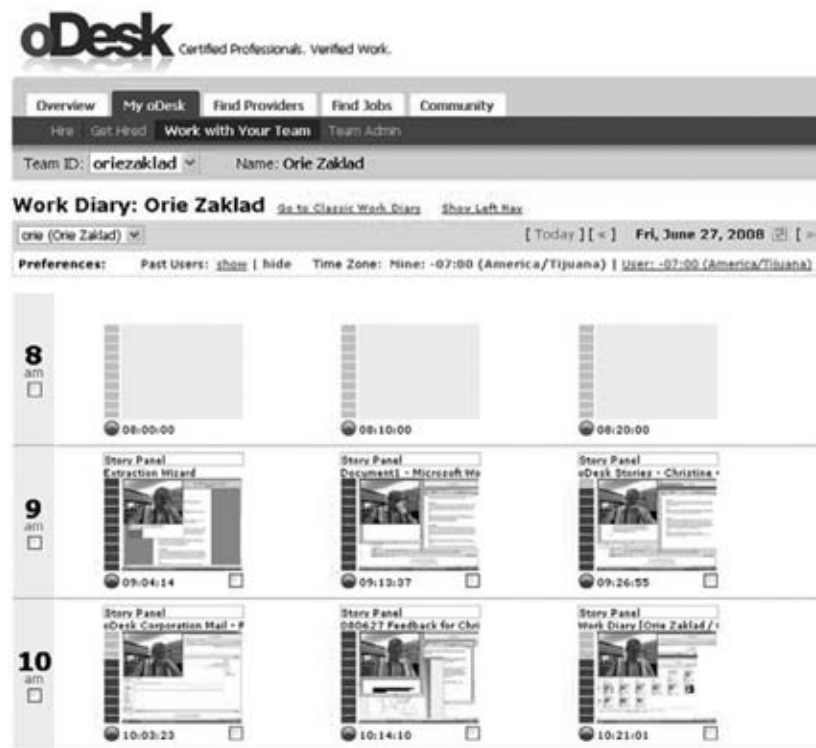 oDesk Certified Professionals. Verified Work.
Overview My oDesk Find Providers Find Jobs Community
Hire Get Hired Work with Your Team Team Admin
Team ID: oriezaklad Name: Orie Zaklad
Work Diary: Orie Zaklad Go to Classic Work Diary Show Left Nav
orie (Orie Zaklad) [ Today ] [ « ] Fri, June 27, 2008 [ »
Preferences: Past Users: show | hide Time Zone: Mine: -07:00 (America/Tijuana) | User: -07:00 (America/Tijuana)
8
am
08:00:00 08:10:00 08:20:00
Story Panel Story Panel Story Panel
Extraction Wizard Document1 - Microsoft Wo oDesk Stories - Christine
9
am
09:04:14 09:13:37 09:26:55
Story Panel Story Panel Story Panel
oDesk Corporation Mail - F 080627 Feedback for Chri Work Diary [Orie Zaklad /
10
am
10:03:23 10:14:10 10:21:01